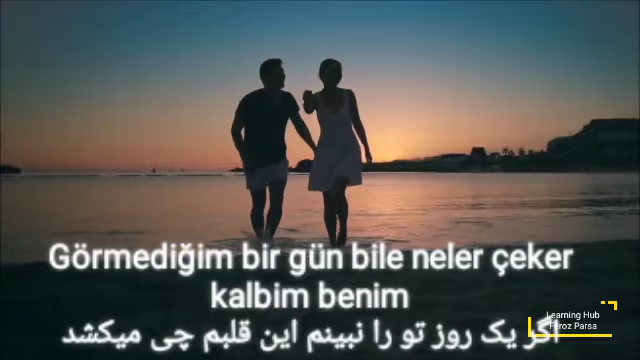 Görmediğim bir gün bile neler çeker
kalbim benim
اگر یک روز تو را نبینم این قلبم چی میکشد
Learning Hub
Feroz Parsa